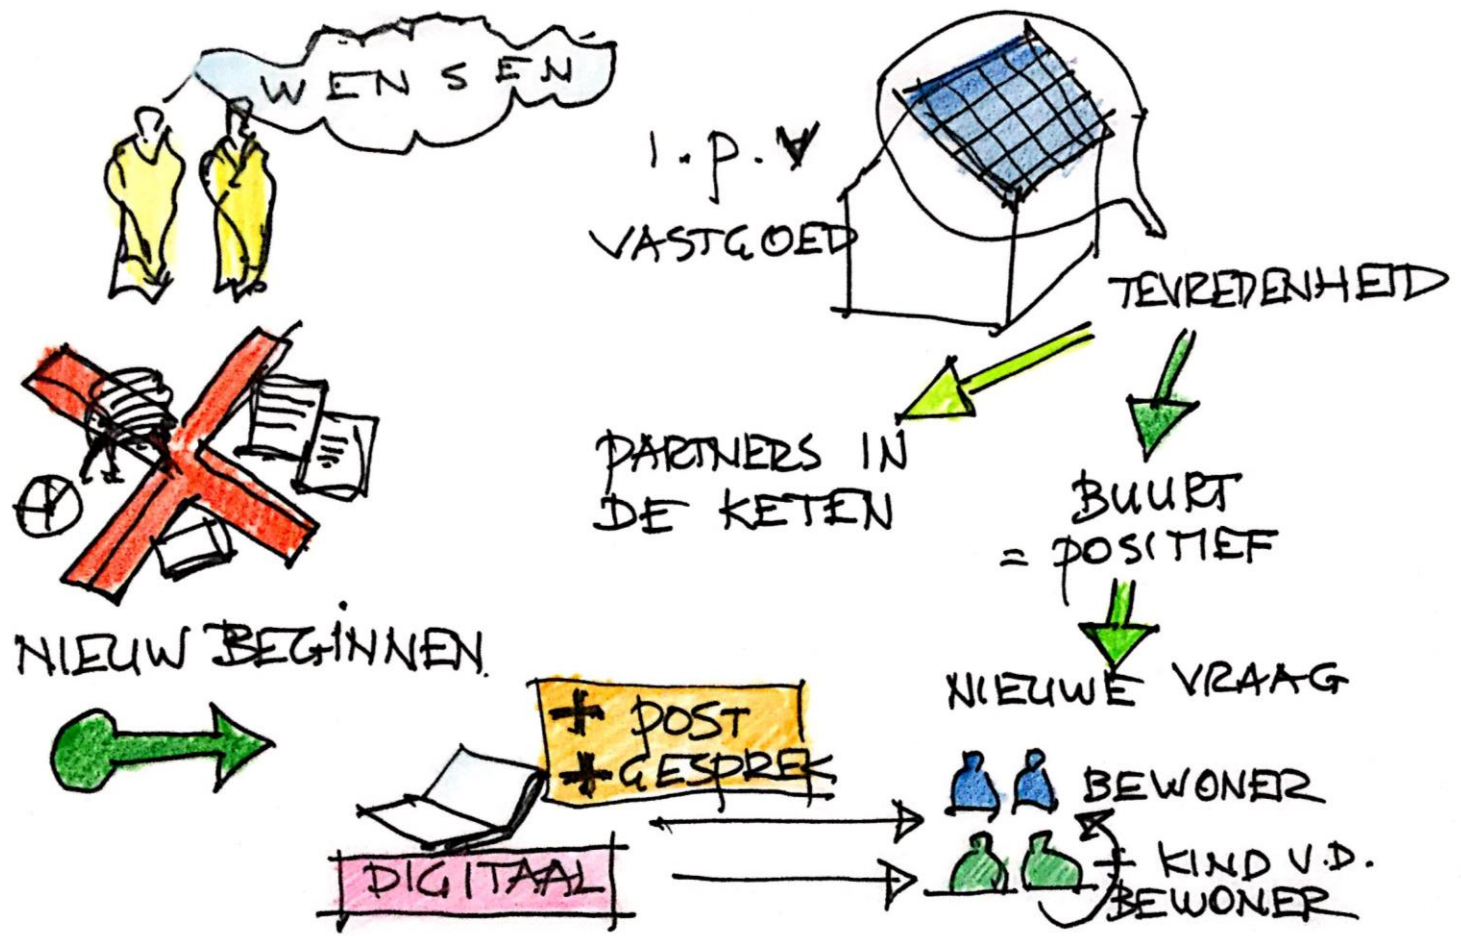 WENSEN
I.P.V
VASTGOED
TEVREDENHEID
PARTNERS IN
DE KETEN
BUURT
= POSITIEF
NIEUW BEGINNEN.
NIEUWE VRAAG
+ POST
+ GESPREK
DIGITAAL
BEWONER
+ KIND V.D.
BEWONER